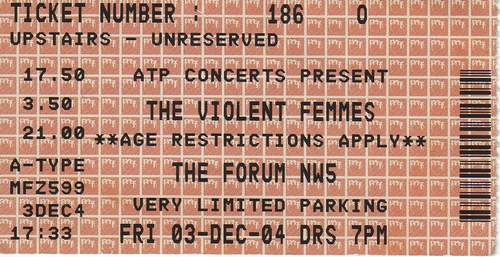 TICKET NUMBER : 186 0
UPSTAIRS - UNRESERVED
17.50 ATP CONCERTS PRESENT
3.50 THE VIOLENT FEMMES
21.00 **AGE RESTRICTIONS APPLY**
A-TYPE THE FORUM NW5
MFZ599
3DEC4 VERY LIMITED PARKING
17:33 FRI 03-DEC-04 DRS 7PM